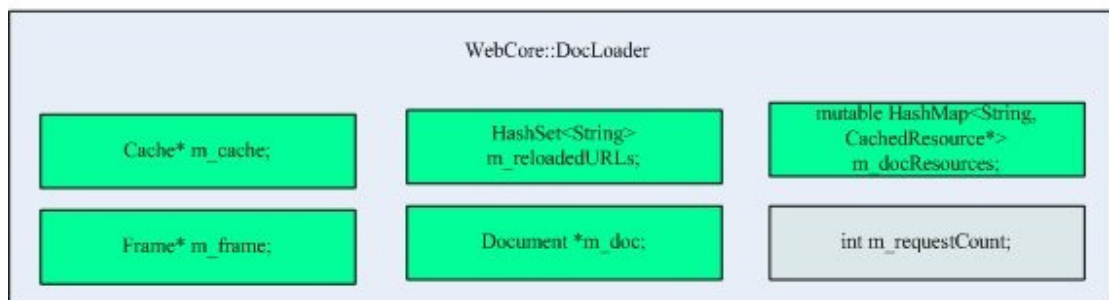 WebCore::DocLoader
Cache* m_cache;
HashSet<String>
m_reloadedURLs;
mutable HashMap<String,
CachedResource*>
m_docResources;
Frame* m_frame;
Document *m_doc;
int m_requestCount;